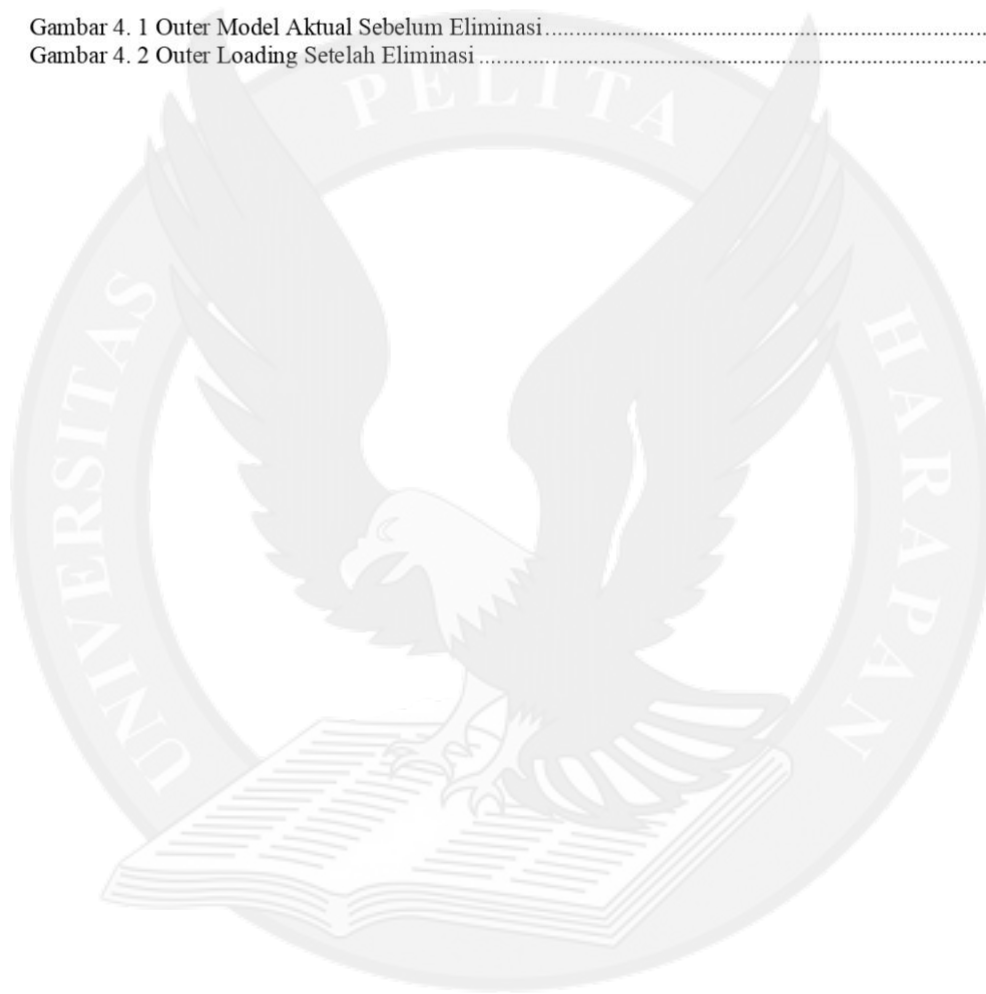 Gambar 4. 1 Outer Model Aktual Sebelum Eliminasi..........................................................................................
Gambar 4. 2 Outer Loading Setelah Eliminasi.......................................................................................................
UNIVERSITAS PELITA HARAPAN